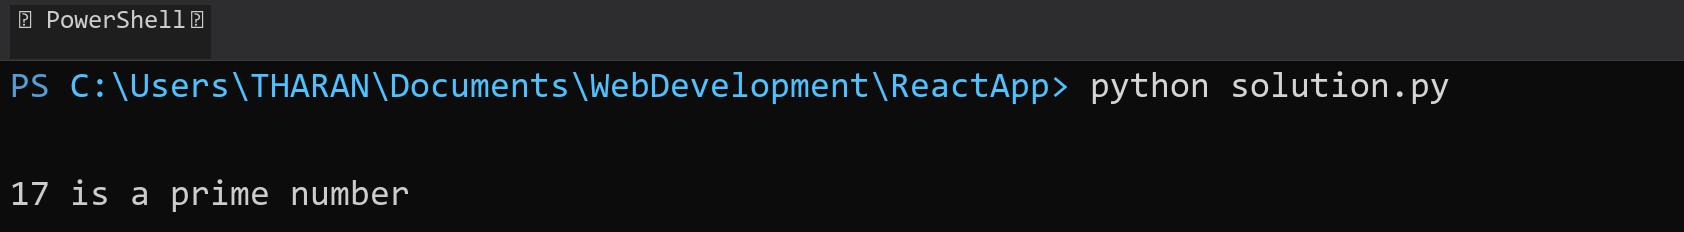 PowerShell
PS C:\Users\THARAN\Documents\WebDevelopment\ReactApp> python solution.py
17 is a prime number